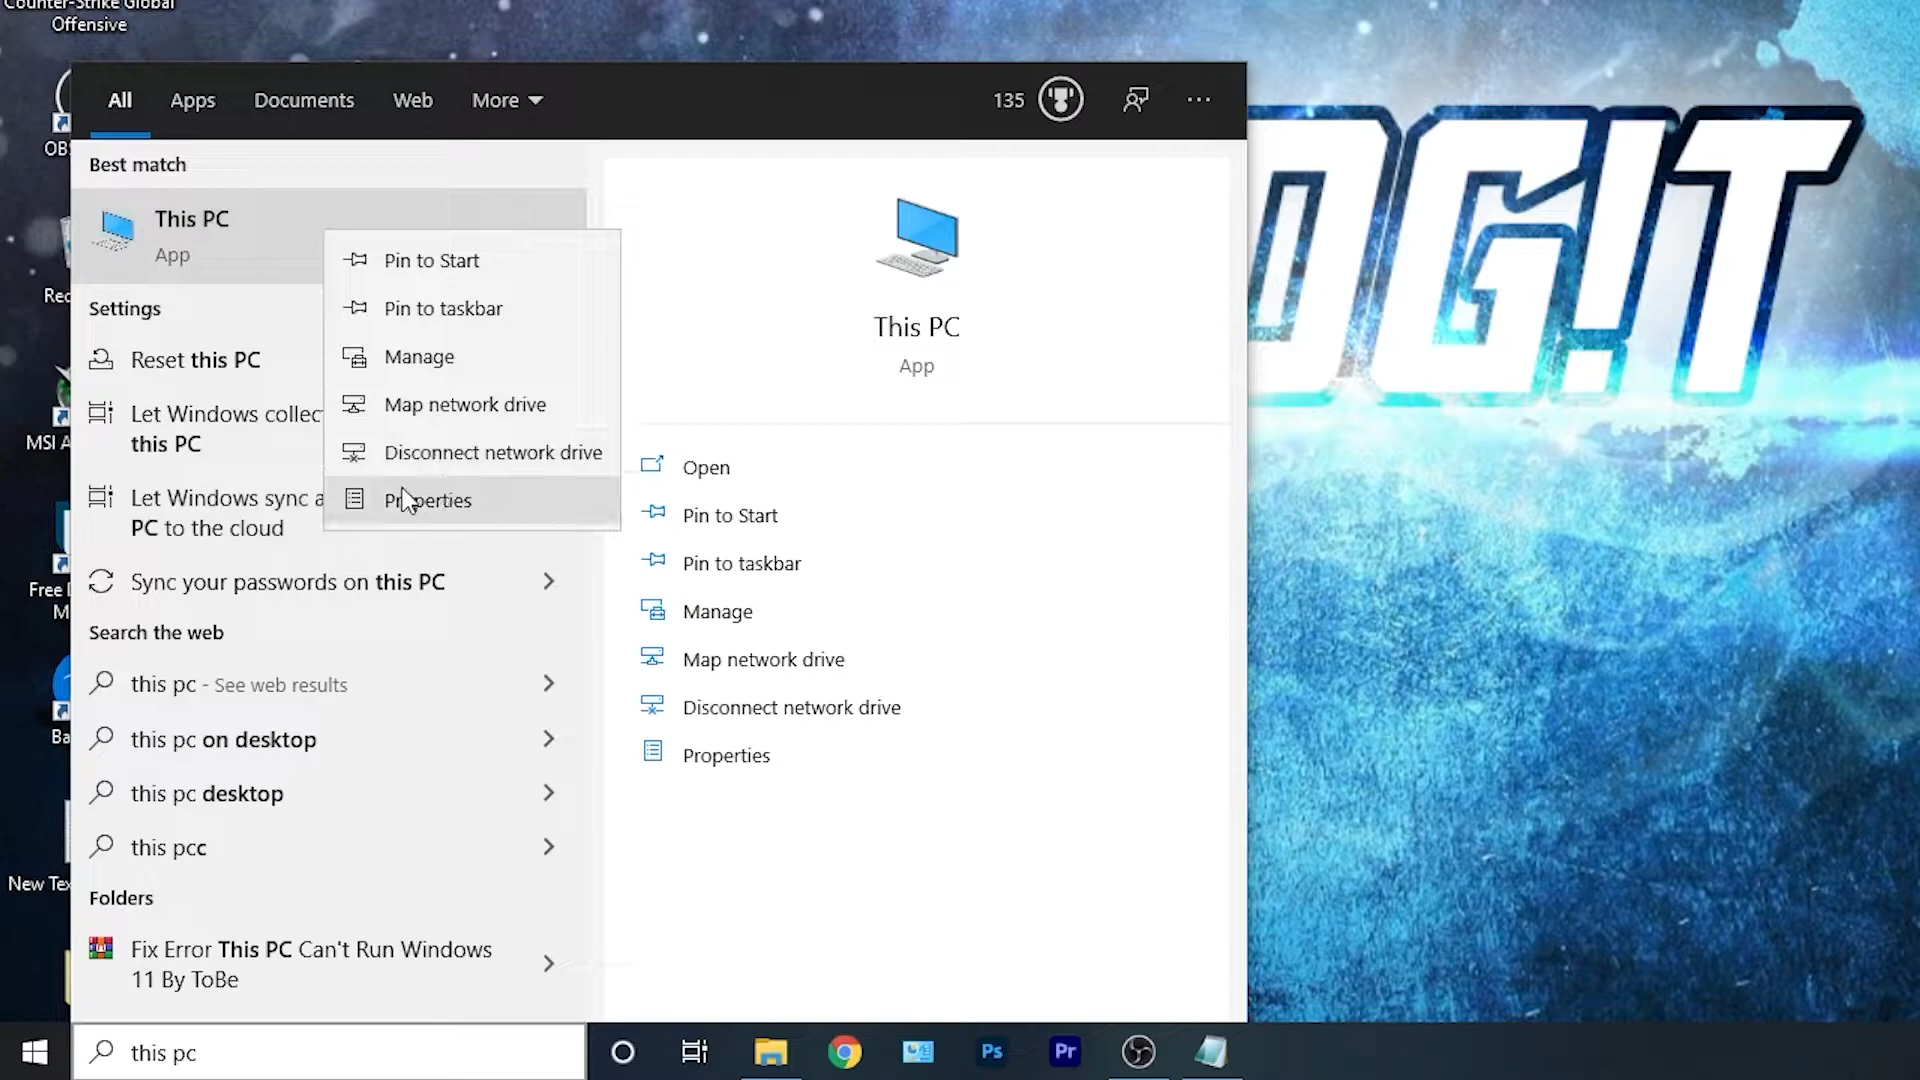 Counter-Strike Global
Offensive
All Apps Documents Web More 135
Best match
This PC
App
Pin to Start
Pin to taskbar
Manage
Map network drive
Disconnect network drive
Properties
Settings
Reset this PC
Let Windows collec
this PC
Let Windows sync a
PC to the cloud
Sync your passwords on this PC
Search the web
this pc - See web results
this pc on desktop
this pc desktop
this pcc
Folders
Fix Error This PC Can't Run Windows
11 By ToBe
This PC
App
Open
Pin to Start
Pin to taskbar
Manage
Map network drive
Disconnect network drive
Properties
OB
Rec
MSI A
Free
M
Ba
New Tex
G!T
this pc
Ps
Pr